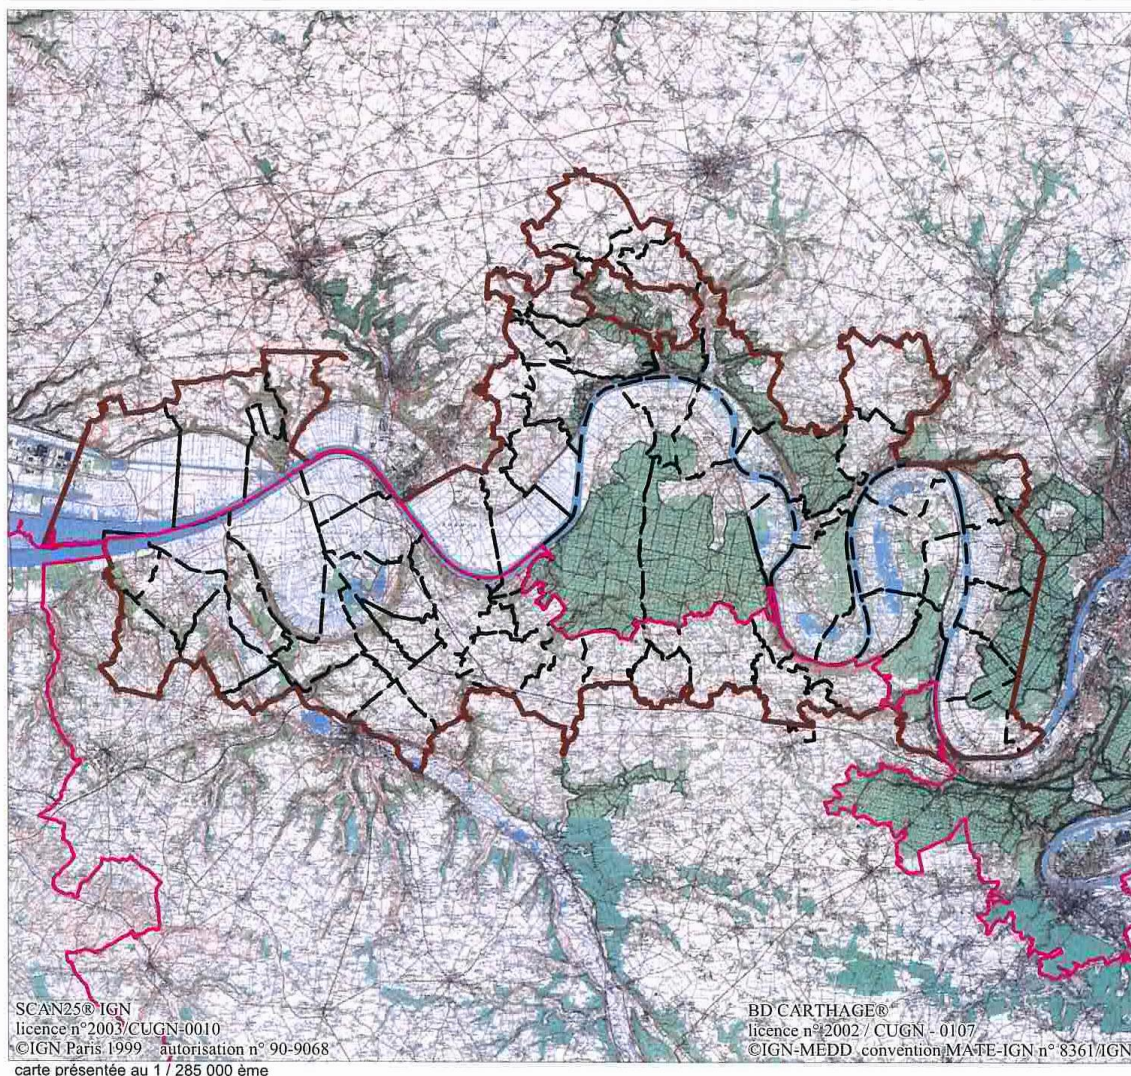 SCAN25® IGN
licence n°2003/CUGN-0010
©IGN Paris 1999 autorisation n° 90-9068
BD CARTHAGE®
licence n° 2002 / CUGN - 0107
©IGN-MEDD convention MATE-IGN n° 8361/IGN
carte présentée au 1 / 285 000 ème